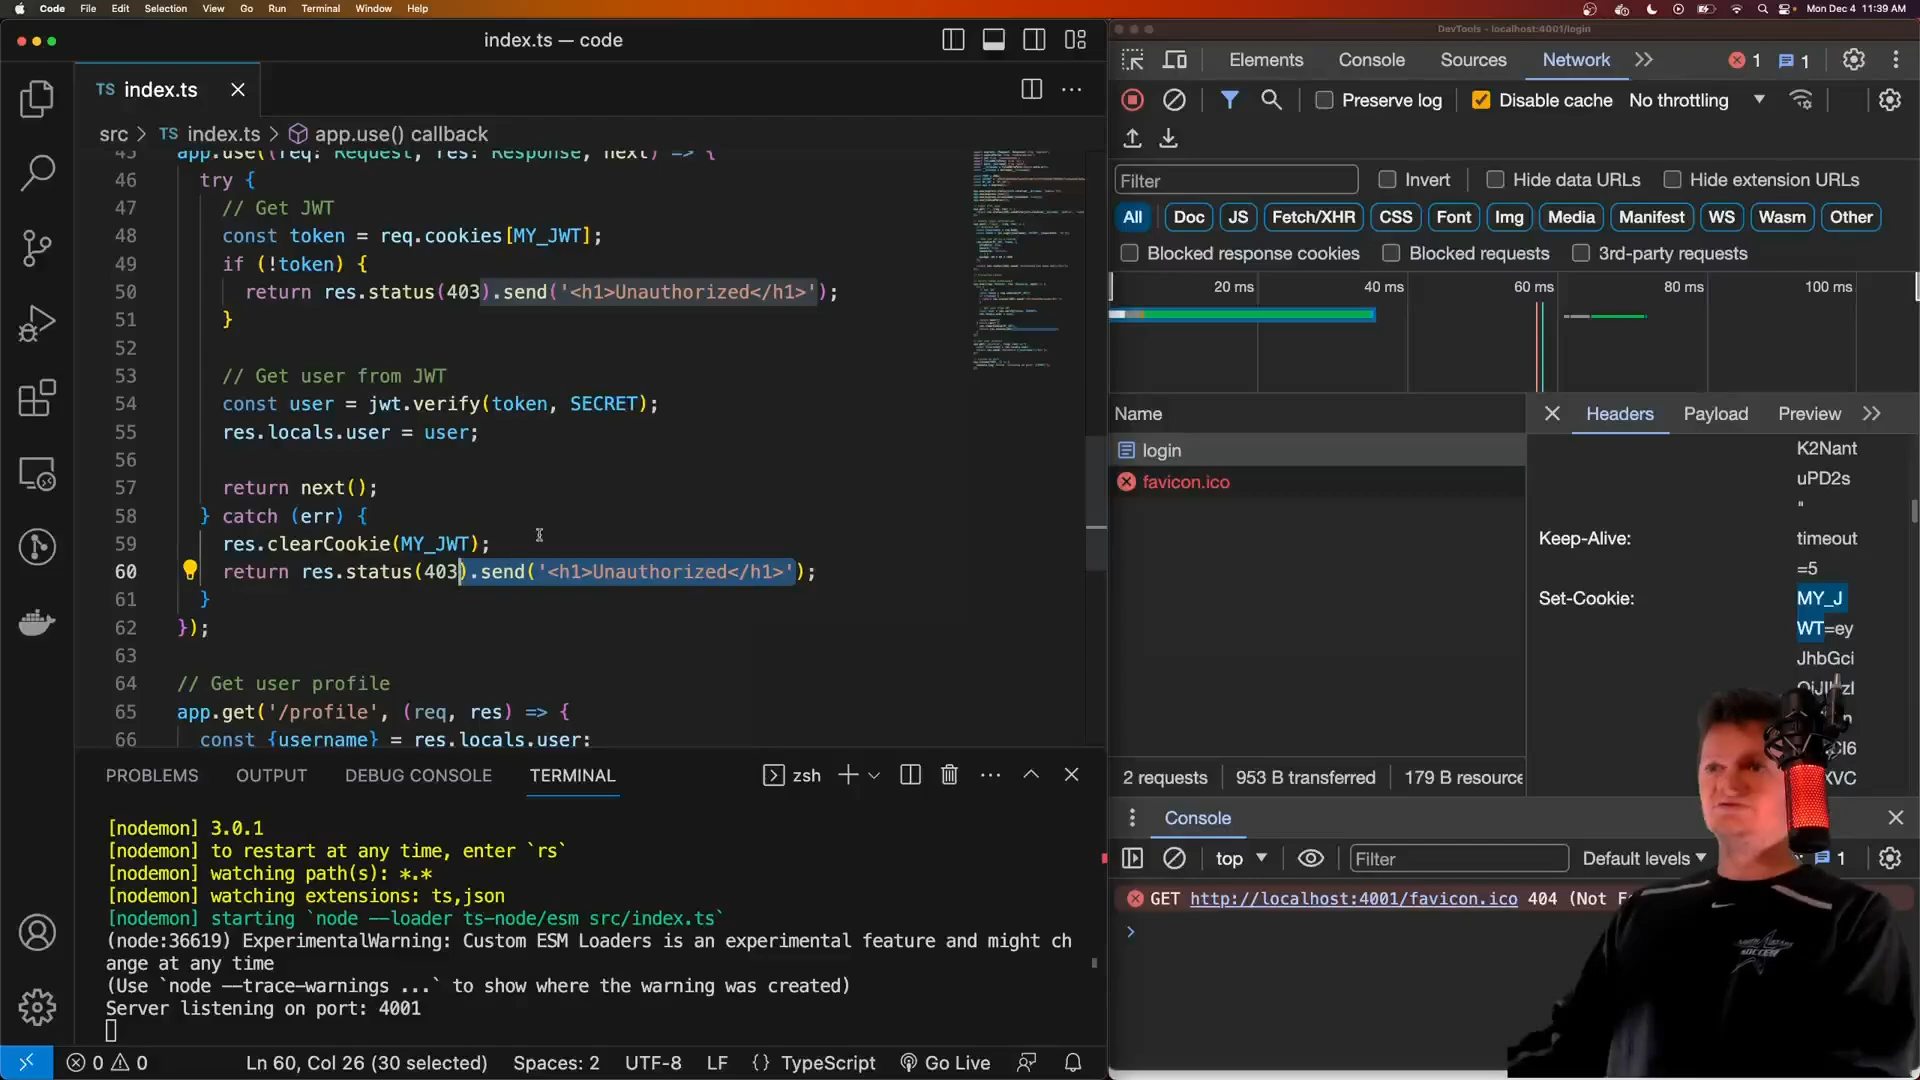 Code File Edit Selection View Go Run Terminal Window Help
Mon Dec 4 11:39 AM
index.ts — code
TS index.ts
src > TS index.ts > app.use() callback
45 app.use((req: Request, res: Response, next) => {
46 try {
47 // Get JWT
48 const token = req.cookies[MY_JWT];
49 if (!token) {
50 return res.status(403).send('<h1>Unauthorized</h1>');
51 }
52
53 // Get user from JWT
54 const user = jwt.verify(token, SECRET);
55 res.locals.user = user;
56
57 return next();
58 } catch (err) {
59 res.clearCookie(MY_JWT);
60 return res.status(403).send('<h1>Unauthorized</h1>');
61 }
62 });
63
64 // Get user profile
65 app.get('/profile', (req, res) => {
66 const {username} = res.locals.user;
PROBLEMS OUTPUT DEBUG CONSOLE TERMINAL
zsh
[nodemon] 3.0.1
[nodemon] to restart at any time, enter `rs`
[nodemon] watching path(s): *.*
[nodemon] watching extensions: ts,json
[nodemon] starting `node --loader ts-node/esm src/index.ts`
(node:36619) ExperimentalWarning: Custom ESM Loaders is an experimental feature and might ch
ange at any time
(Use `node --trace-warnings ...` to show where the warning was created)
Server listening on port: 4001
0 0 Ln 60, Col 26 (30 selected) Spaces: 2 UTF-8 LF {} TypeScript Go Live
DevTools - localhost:4001/login
Elements Console Sources Network >> 1 1
Preserve log Disable cache No throttling
Filter Invert Hide data URLs Hide extension URLs
All Doc JS Fetch/XHR CSS Font Img Media Manifest WS Wasm Other
Blocked response cookies Blocked requests 3rd-party requests
20 ms 40 ms 60 ms 80 ms 100 ms
Name
login
favicon.ico
2 requests 953 B transferred 179 B resource
Headers Payload Preview >>
K2Nant
uPD2s
"
Keep-Alive: timeout
=5
Set-Cookie: MY_J
WT=ey
JhbGci
Console
top Filter Default levels 1
GET http://localhost:4001/favicon.ico 404 (Not F